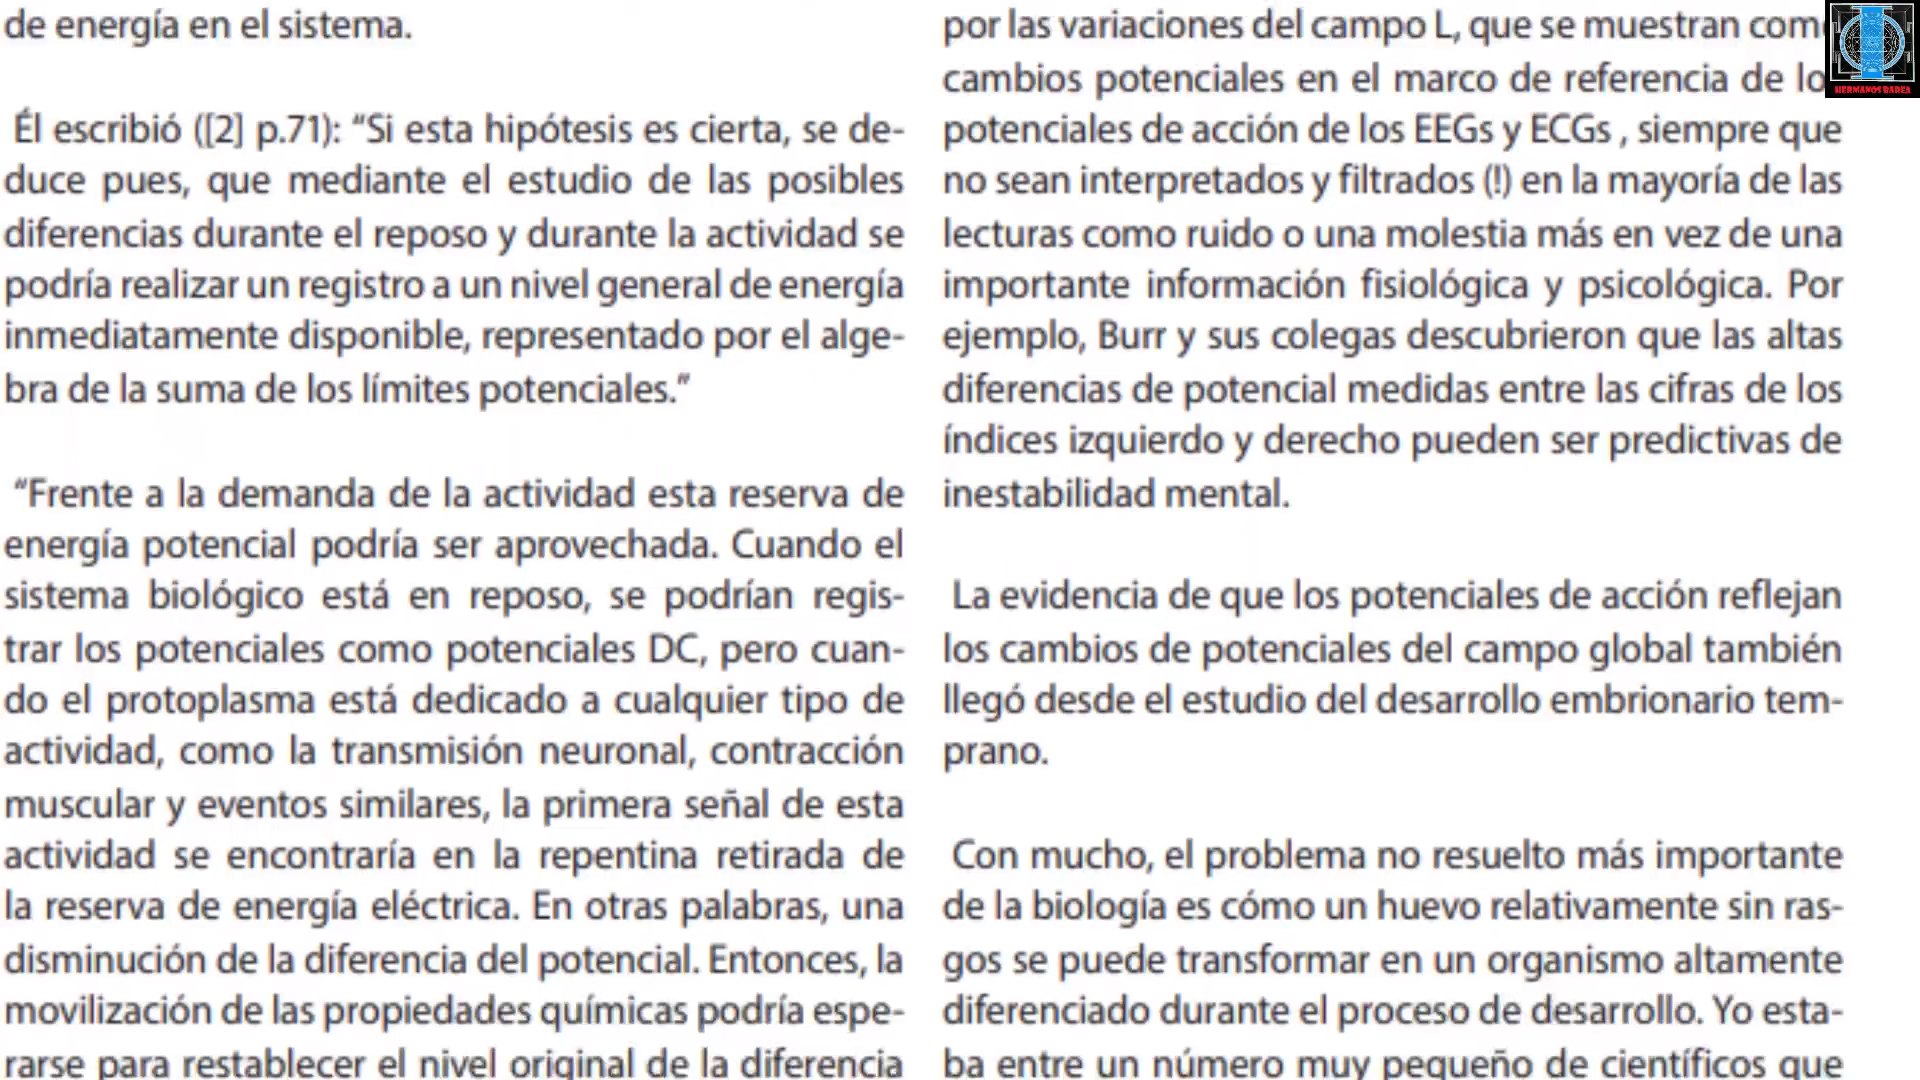 de energía en el sistema.
Él escribió ([2] p.71): “Si esta hipótesis es cierta, se de-
duce pues, que mediante el estudio de las posibles
diferencias durante el reposo y durante la actividad se
podría realizar un registro a un nivel general de energía
inmediatamente disponible, representado por el alge-
bra de la suma de los límites potenciales.”
“Frente a la demanda de la actividad esta reserva de
energía potencial podría ser aprovechada. Cuando el
sistema biológico está en reposo, se podrían regis-
trar los potenciales como potenciales DC, pero cuan-
do el protoplasma está dedicado a cualquier tipo de
actividad, como la transmisión neuronal, contracción
muscular y eventos similares, la primera señal de esta
actividad se encontraría en la repentina retirada de
la reserva de energía eléctrica. En otras palabras, una
disminución de la diferencia del potencial. Entonces, la
movilización de las propiedades químicas podría espe-
rarse para restablecer el nivel original de la diferencia
por las variaciones del campo L, que se muestran como
cambios potenciales en el marco de referencia de los
potenciales de acción de los EEGs y ECGs , siempre que
no sean interpretados y filtrados (!) en la mayoría de las
lecturas como ruido o una molestia más en vez de una
importante información fisiológica y psicológica. Por
ejemplo, Burr y sus colegas descubrieron que las altas
diferencias de potencial medidas entre las cifras de los
índices izquierdo y derecho pueden ser predictivas de
inestabilidad mental.
La evidencia de que los potenciales de acción reflejan
los cambios de potenciales del campo global también
llegó desde el estudio del desarrollo embrionario tem-
prano.
Con mucho, el problema no resuelto más importante
de la biología es cómo un huevo relativamente sin ras-
gos se puede transformar en un organismo altamente
diferenciado durante el proceso de desarrollo. Yo esta-
ba entre un número muy pequeño de científicos que
HERMANOS BAREA